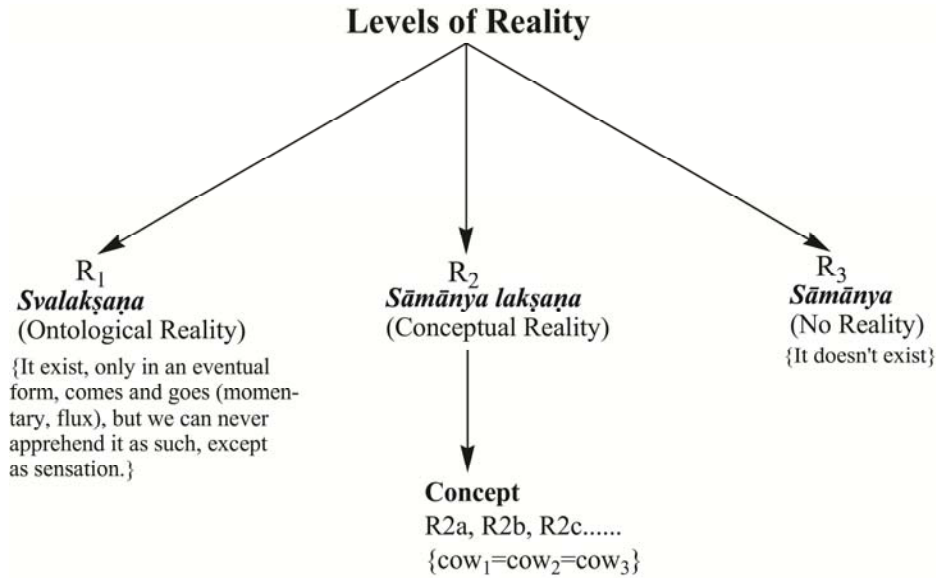 Levels of Reality
R₁
Svalakṣaṇa
(Ontological Reality)
{It exist, only in an eventual
form, comes and goes (momen-
tary, flux), but we can never
apprehend it as such, except
as sensation.}
R₂
Sāmānya lakṣaṇa
(Conceptual Reality)
Concept
R2a, R2b, R2c......
{cow₁=cow₂=cow₃}
R₃
Sāmānya
(No Reality)
{It doesn't exist}